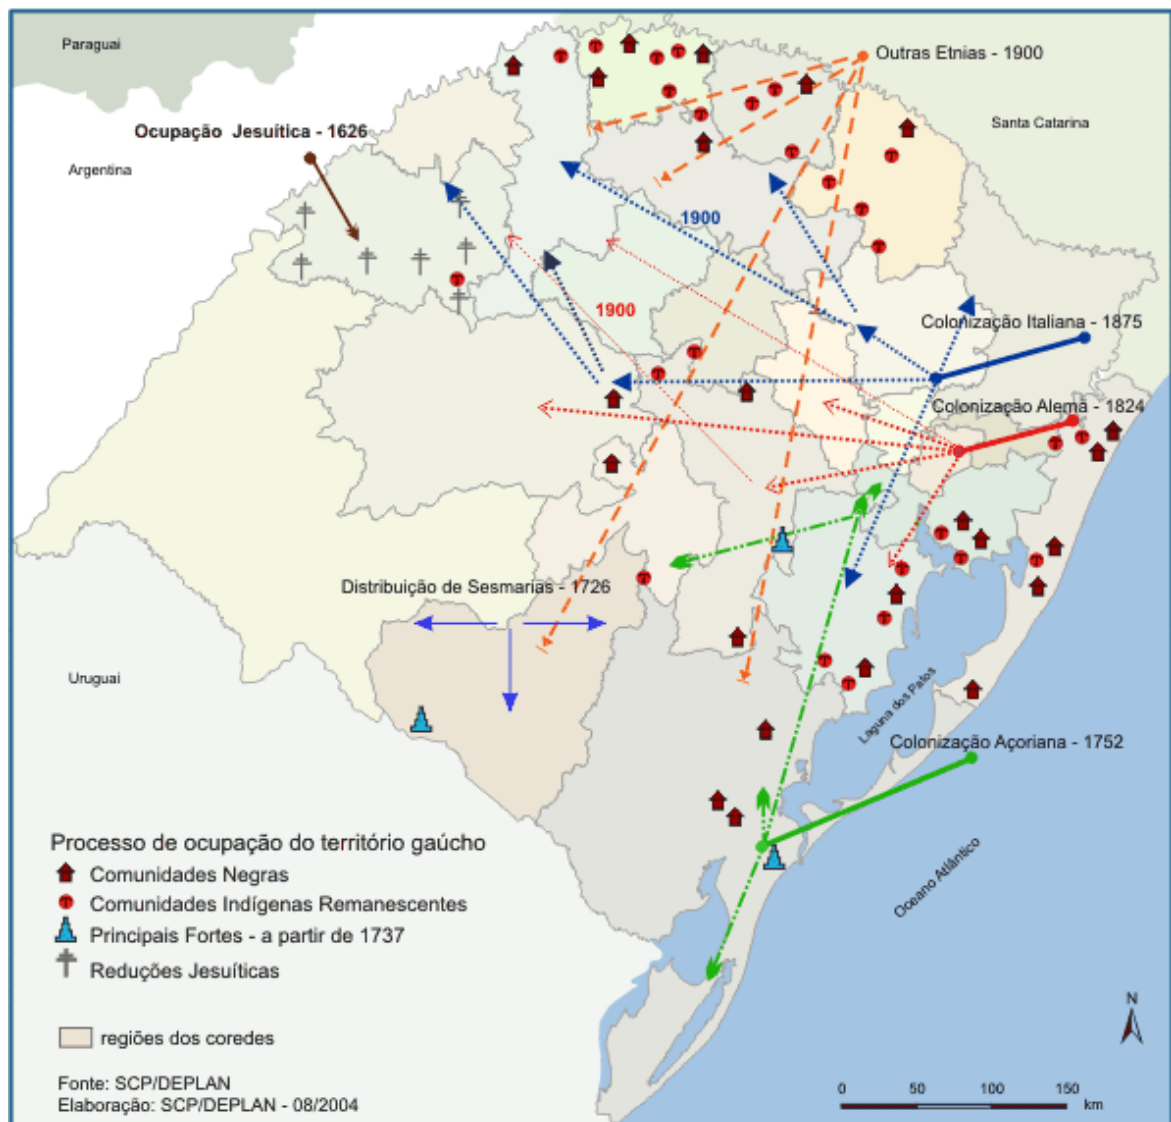 Paraguai
Outras Etnias - 1900
Santa Catarina
Ocupação Jesuítica - 1626
Argentina
1900
1900
Colonização Italiana - 1875
Colonização Alemã - 1824
Distribuição de Sesmarias - 1726
Uruguai
Laguna dos Patos
Colonização Açoriana - 1752
Oceano Atlântico
Processo de ocupação do território gaúcho
Comunidades Negras
Comunidades Indígenas Remanescentes
Principais Fortes - a partir de 1737
Reduções Jesuíticas
regiões dos coredes
Fonte: SCP/DEPLAN
Elaboração: SCP/DEPLAN - 08/2004
N
0 50 100 150
km